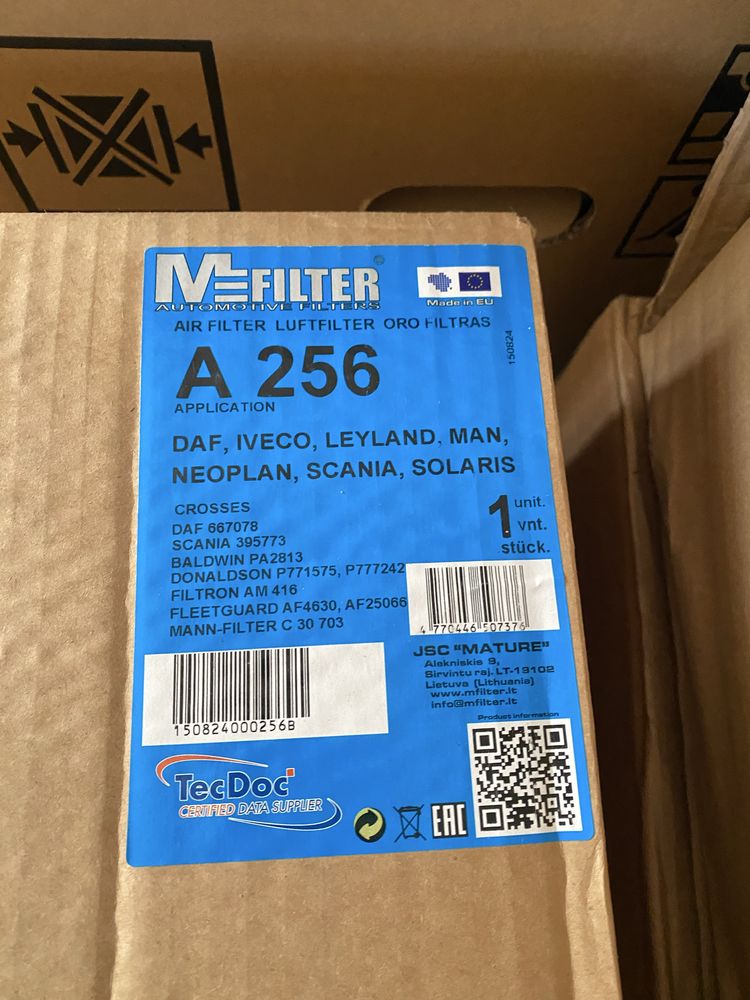 MFILTER
AUTOMOTIVE FILTERS
Made in EU
AIR FILTER LUFTFILTER ORO FILTRAS
150824
A 256
APPLICATION
DAF, IVECO, LEYLAND, MAN,
NEOPLAN, SCANIA, SOLARIS
CROSSES
DAF 667078
SCANIA 395773
BALDWIN PA2813
DONALDSON P771575, P777242
FILTRON AM 416
FLEETGUARD AF4630, AF25066
MANN-FILTER C 30 703
1 unit.
vnt.
stück.
4 770446 507376
JSC "MATURE"
Alekniskis 9,
Sirvintu raj. LT-19102
Lietuva (Lithuania)
www.mfilter.lt
info@mfilter.lt
Product information
150824000256B
TecDoc
CERTIFIED DATA SUPPLIER
EAC